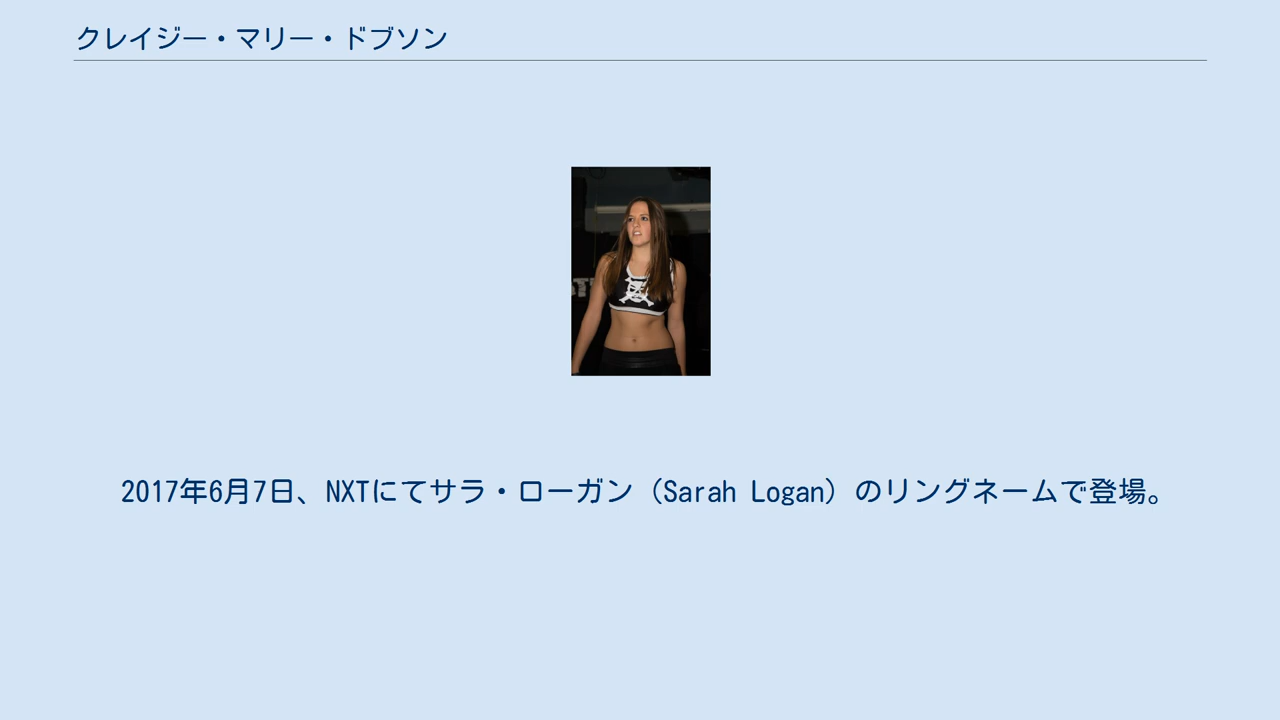 クレイジー・マリー・ドブソン
2017年6月7日、NXTにてサラ・ローガン（Sarah Logan）のリングネームで登場。